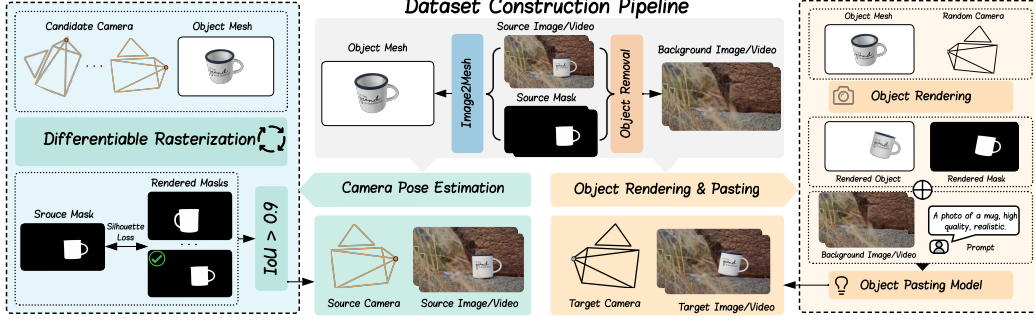 Dataset Construction Pipeline
Candidate Camera
Object Mesh
. . .
Differentiable Rasterization
Srouce Mask
Silhouette
Loss
Rendered Masks
. . .
IoU > 0.9
Object Mesh
Image2Mesh
Source Image/Video
Source Mask
Object Removal
Background Image/Video
Camera Pose Estimation
Object Rendering & Pasting
Source Camera
Source Image/Video
Target Camera
Target Image/Video
Object Mesh
Random Camera
Object Rendering
Rendered Object
Rendered Mask
Background Image/Video
A photo of a mug, high
quality, realistic.
Prompt
Object Pasting Model